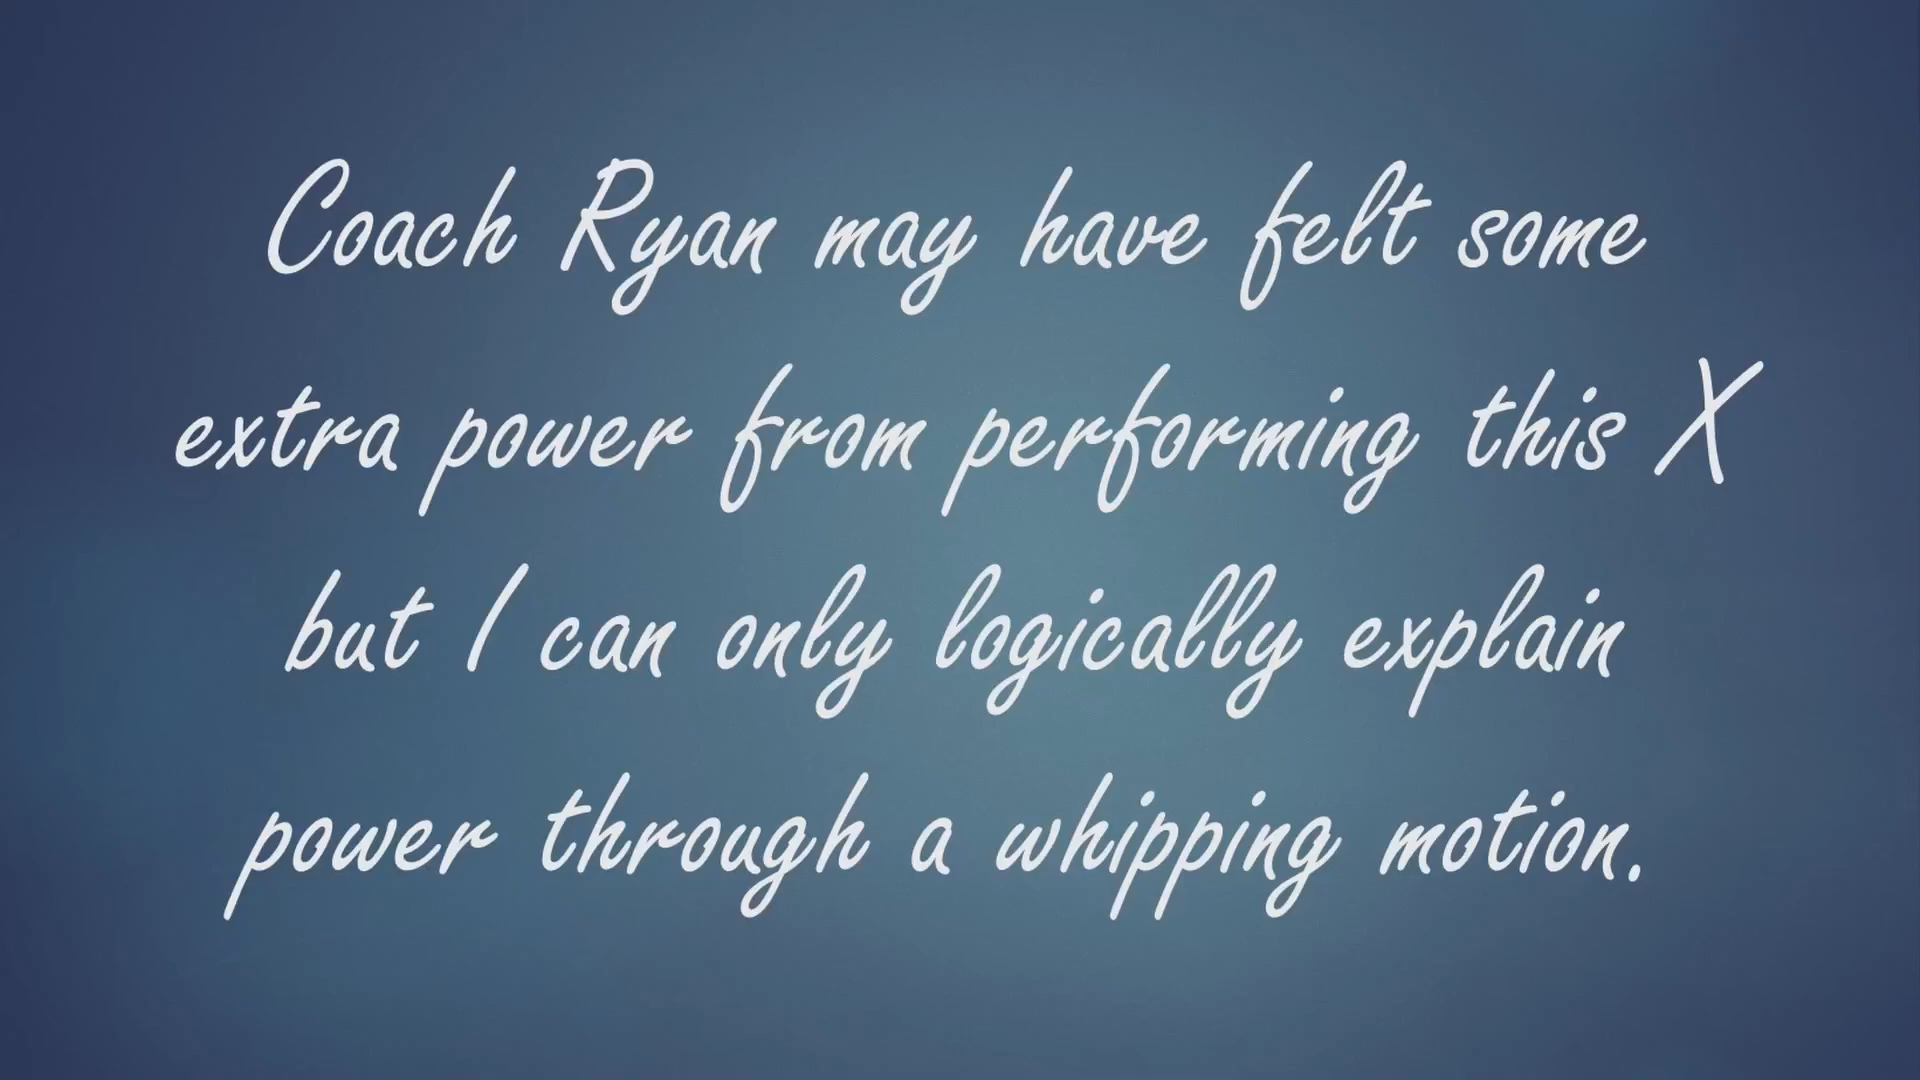 Coach Ryan may have felt some
extra power from performing this X
but I can only logically explain
power through a whipping motion.